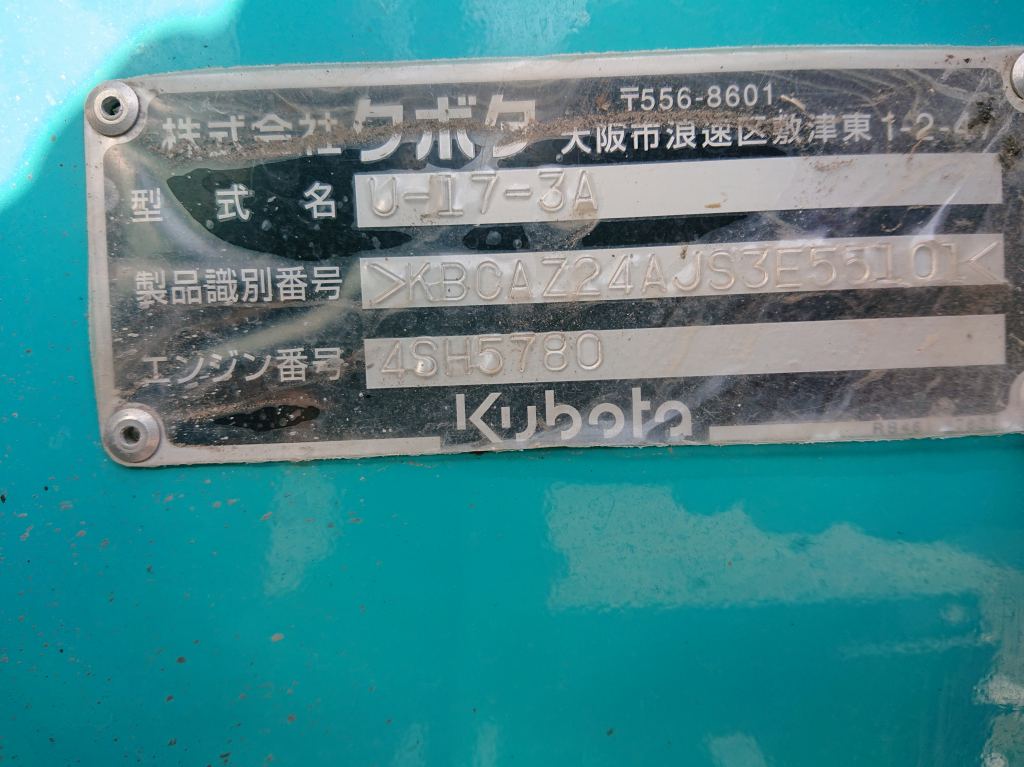 株式会社 クボタ 〒556-8601
大阪市浪速区敷津東1-2-47
型式名 U-17-3A
製品識別番号 >KBCAZ24AJS3E55101<
エンジン番号 4SH5780
Kubota